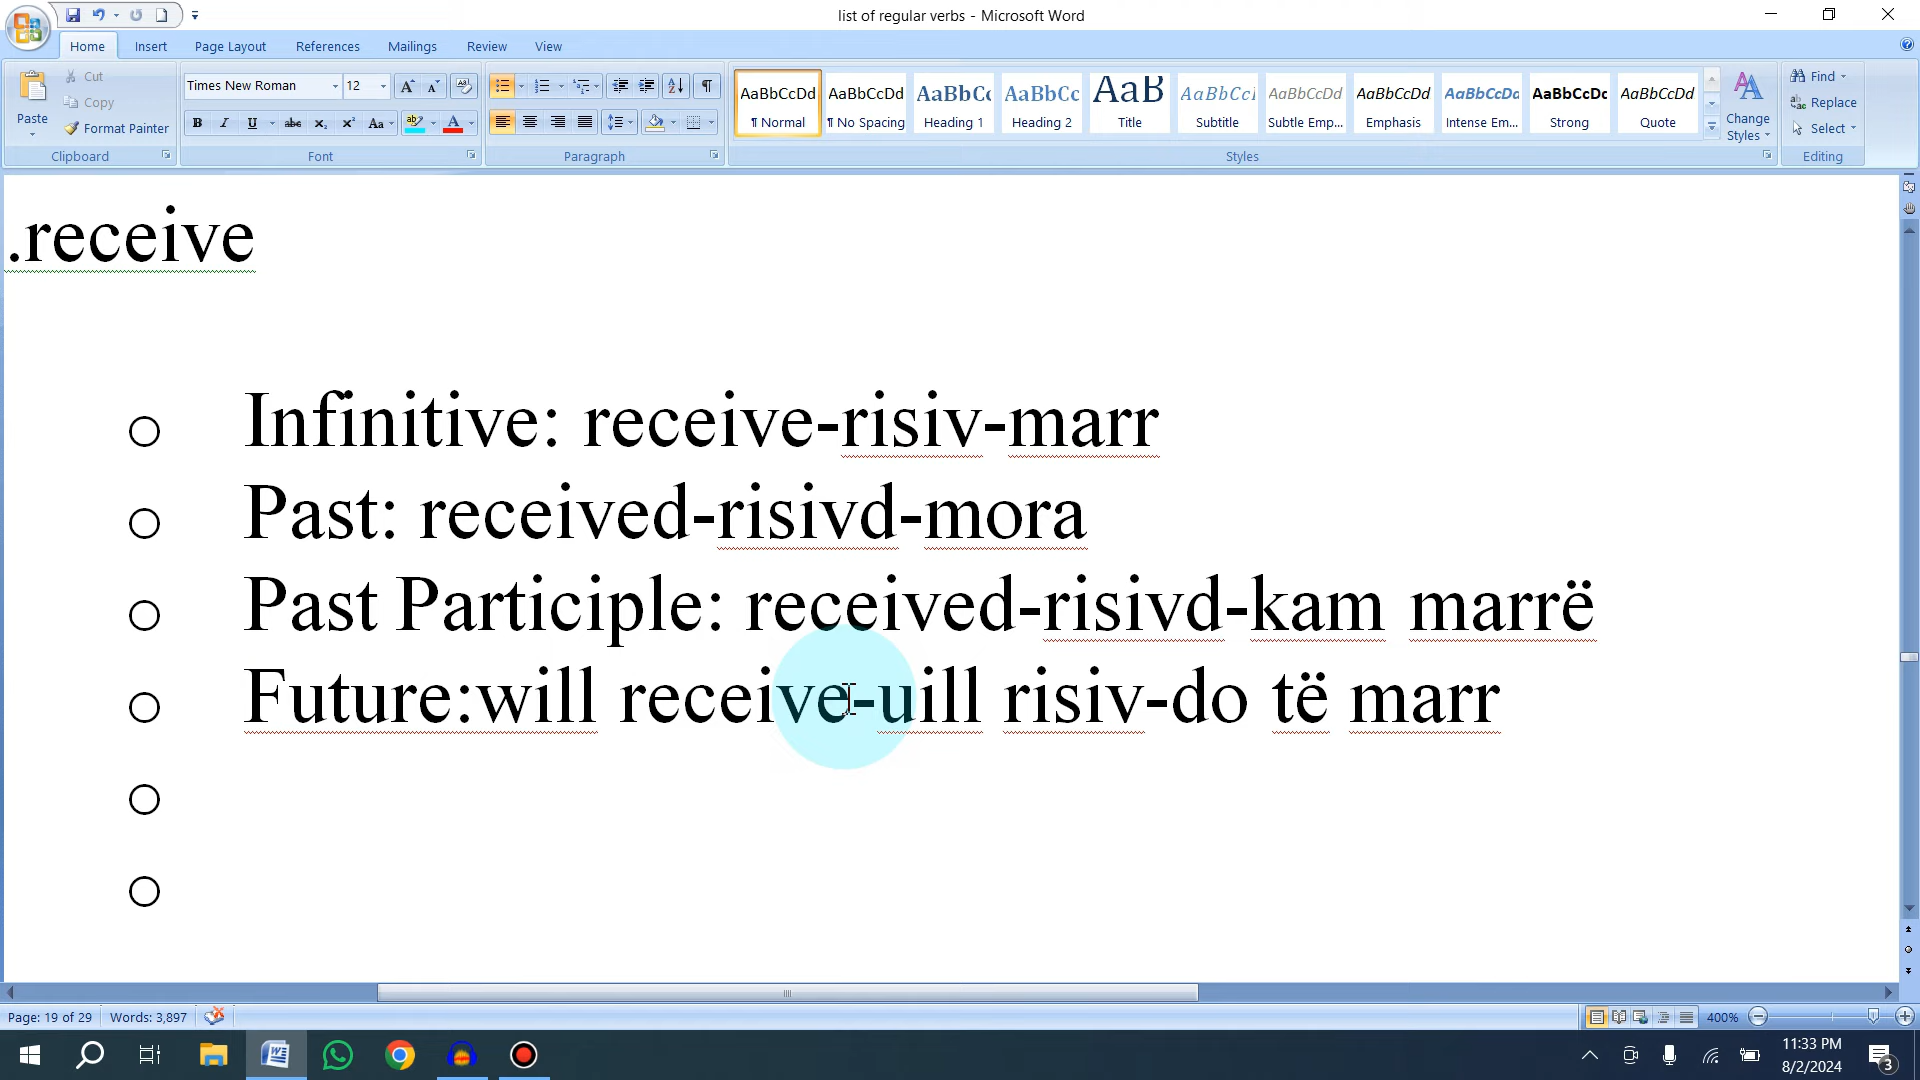 list of regular verbs - Microsoft Word
Home Insert Page Layout References Mailings Review View
Cut
Copy
Format Painter
Paste
Clipboard
Times New Roman 12
Font
Paragraph
AaBbCcDd AaBbCcDd AaBbCc AaBbCc AaB AaBbCcI AaBbCcDd AaBbCcDd AaBbCcDd AaBbCcDc AaBbCcDd
¶ Normal ¶ No Spacing Heading 1 Heading 2 Title Subtitle Subtle Emp... Emphasis Intense Em... Strong Quote
Change Styles
Styles
Find
Replace
Select
Editing
.receive
Infinitive: receive-risiv-marr
Past: received-risivd-mora
Past Participle: received-risivd-kam marrë
Future:will receive-uill risiv-do të marr
Page: 19 of 29 Words: 3,897 400%
11:33 PM
8/2/2024
3